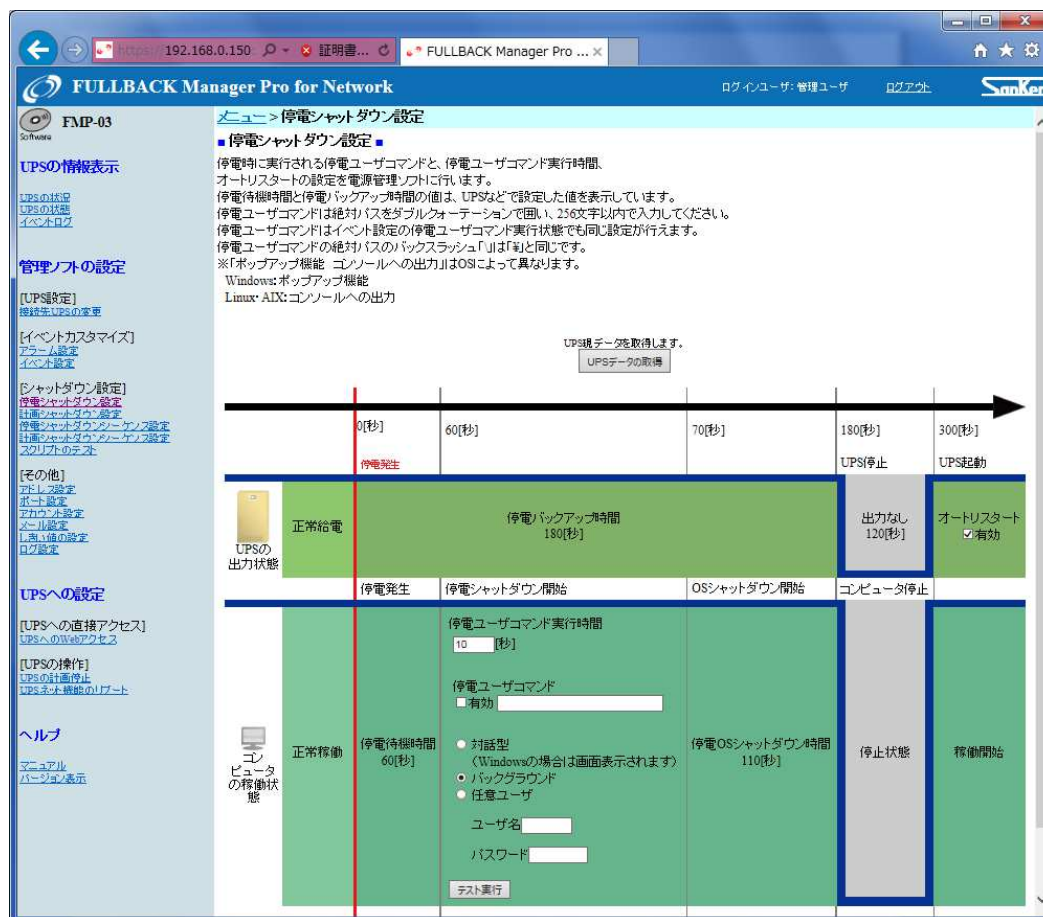 https://192.168.0.150
証明書...
FULLBACK Manager Pro ...
FULLBACK Manager Pro for Network
ログインユーザ: 管理ユーザ
ログアウト
SanKen
Software
FMP-03
メニュー > 停電シャットダウン設定
■ 停電シャットダウン設定 ■
停電時に実行される停電ユーザコマンドと、停電ユーザコマンド実行時間、
オートリスタートの設定を電源管理ソフトに行います。
停電待機時間と停電バックアップ時間の値は、UPSなどで設定した値を表示しています。
停電ユーザコマンドは絶対パスをダブルクォーテーションで囲い、256文字以内で入力してください。
停電ユーザコマンドはイベント設定の停電ユーザコマンド実行状態でも同じ設定が行えます。
停電ユーザコマンドの絶対パスのバックスラッシュ「\」は「¥」と同じです。
※「ポップアップ機能 コンソールへの出力」はOSによって異なります。
Windows:ポップアップ機能
Linux・AIX:コンソールへの出力
UPSの情報表示
UPSの状況
UPSの状態
イベントログ
管理ソフトの設定
[UPS設定]
接続先UPSの変更
[イベントカスタマイズ]
アラーム設定
イベント設定
[シャットダウン設定]
停電シャットダウン設定
計画シャットダウン設定
停電シャットダウンシーケンス設定
計画シャットダウンシーケンス設定
スクリプトのテスト
[その他]
アドレス設定
ポート設定
アカウント設定
メール設定
しきい値の設定
ログ設定
UPSへの設定
[UPSへの直接アクセス]
UPSへのWebアクセス
[UPSの操作]
UPSの計画停止
UPSネット機能のリブート
ヘルプ
マニュアル
バージョン表示
UPS現データを取得します。
UPSデータの取得
0[秒]
60[秒]
70[秒]
180[秒]
300[秒]
停電発生
UPS停止
UPS起動
UPSの
出力状態
正常給電
停電バックアップ時間
180[秒]
出力なし
120[秒]
オートリスタート
有効
停電発生
停電シャットダウン開始
OSシャットダウン開始
コンピュータ停止
コン
ピュータ
の稼働状
態
正常稼働
停電待機時間
60[秒]
停電ユーザコマンド実行時間
10 [秒]
停電ユーザコマンド
有効
対話型
(Windowsの場合は画面表示されます)
バックグラウンド
任意ユーザ
ユーザ名
パスワード
テスト実行
停電OSシャットダウン時間
110[秒]
停止状態
稼働開始